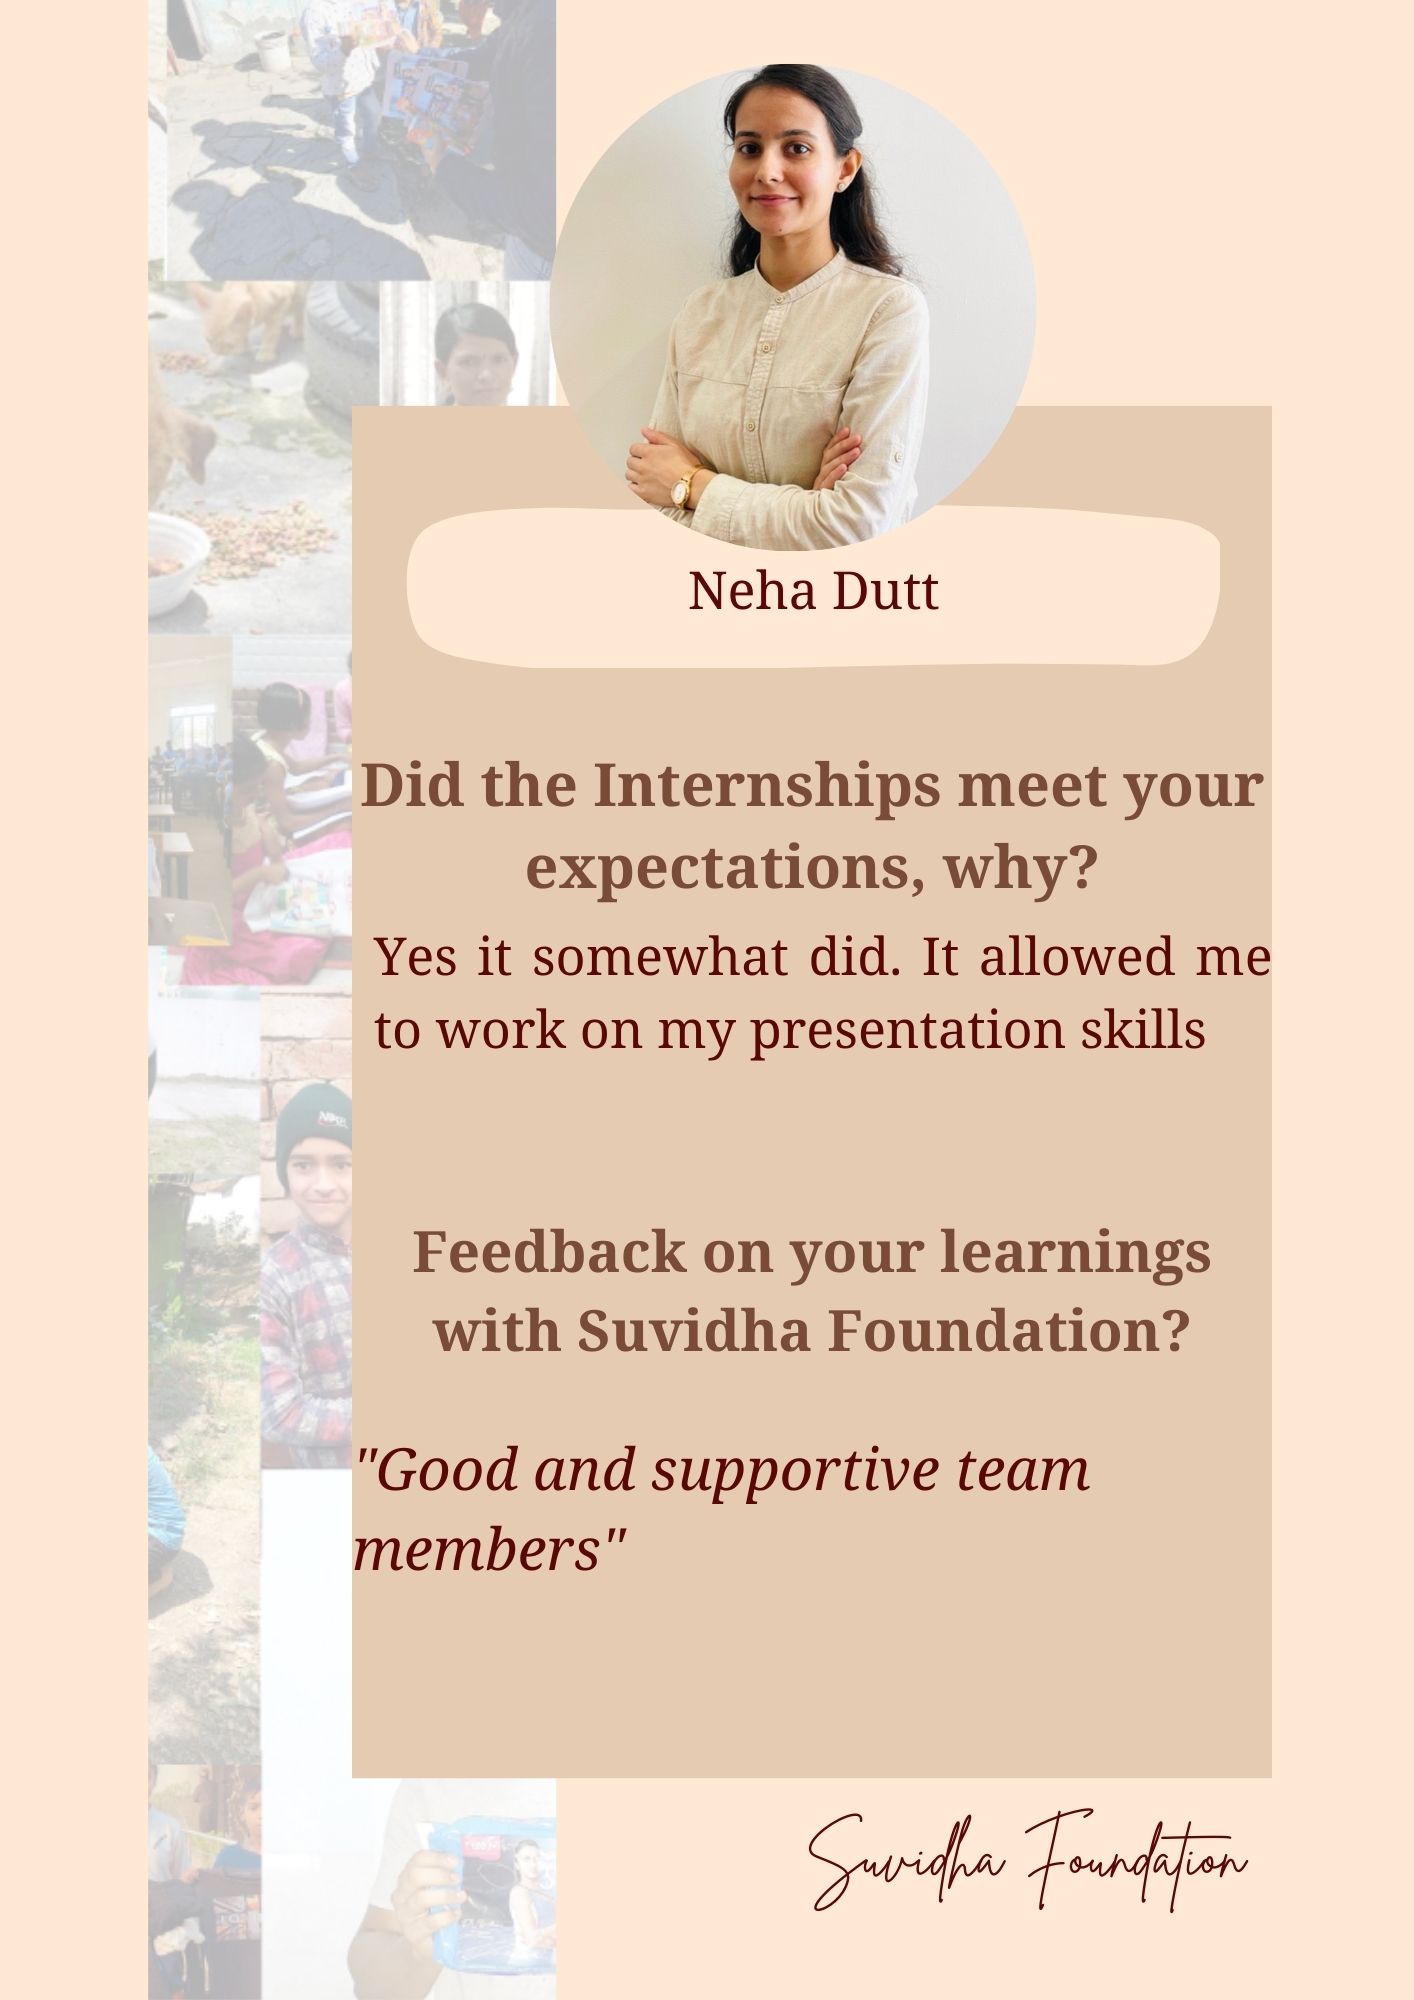 Neha Dutt
Did the Internships meet your
expectations, why?
Yes it somewhat did. It allowed me
to work on my presentation skills
Feedback on your learnings
with Suvidha Foundation?
"Good and supportive team
members"
Suvidha Foundation